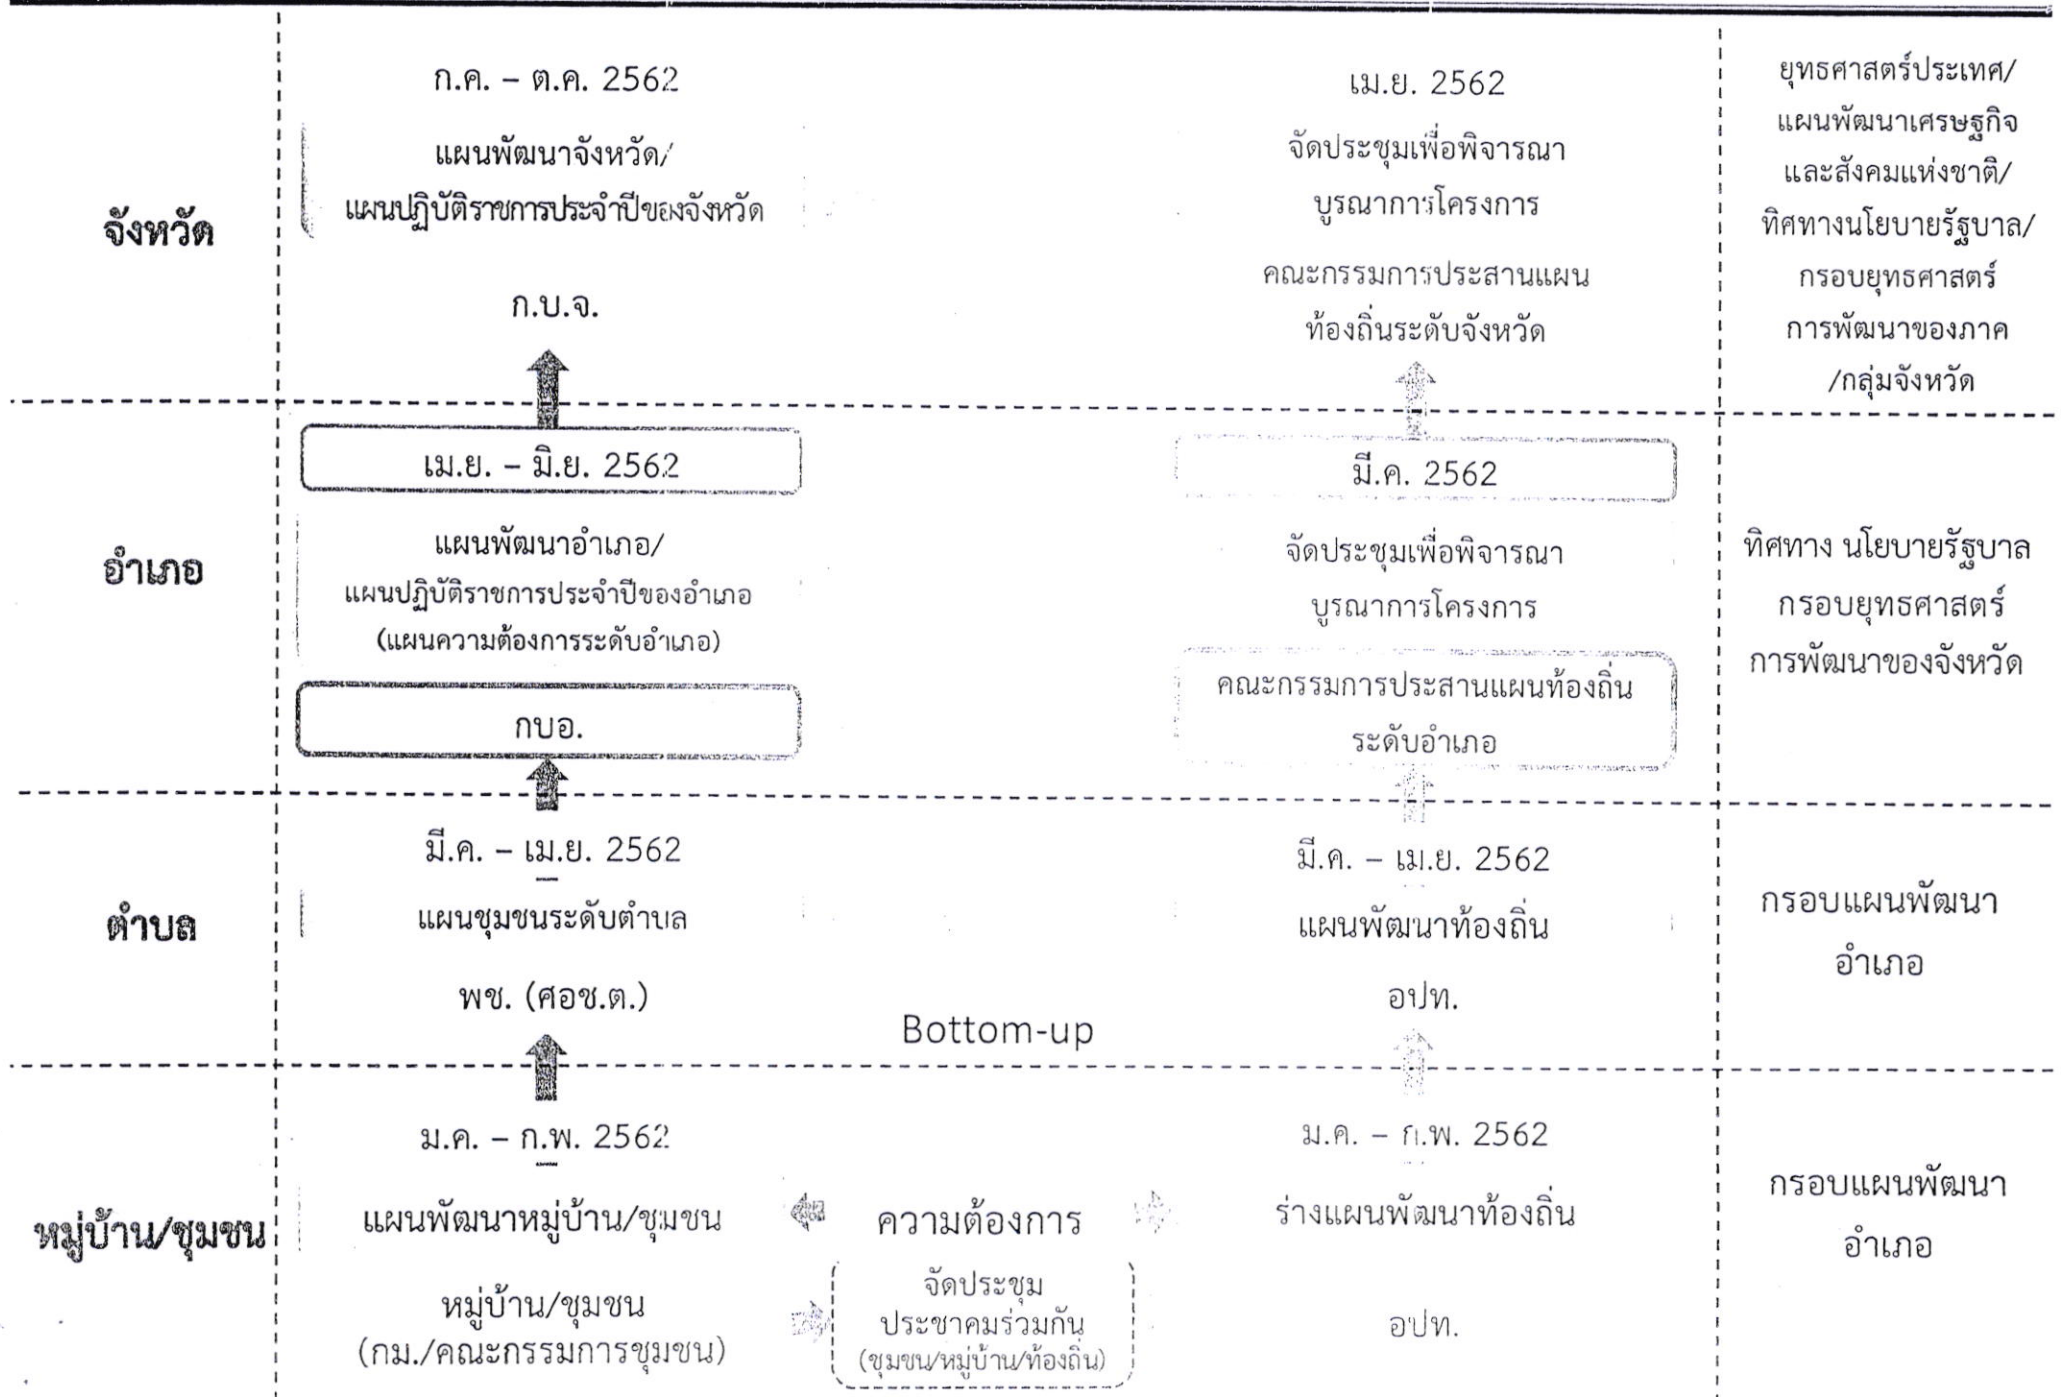 จังหวัด
ก.ค. – ต.ค. 2562
แผนพัฒนาจังหวัด/
แผนปฏิบัติราชการประจำปีของจังหวัด
ก.บ.จ.
เม.ย. 2562
จัดประชุมเพื่อพิจารณา
บูรณาการโครงการ
คณะกรรมการประสานแผน
ท้องถิ่นระดับจังหวัด
ยุทธศาสตร์ประเทศ/
แผนพัฒนาเศรษฐกิจ
และสังคมแห่งชาติ/
ทิศทางนโยบายรัฐบาล/
กรอบยุทธศาสตร์
การพัฒนาของภาค
/กลุ่มจังหวัด
อำเภอ
เม.ย. – มิ.ย. 2562
แผนพัฒนาอำเภอ/
แผนปฏิบัติราชการประจำปีของอำเภอ
(แผนความต้องการระดับอำเภอ)
กบอ.
มี.ค. 2562
จัดประชุมเพื่อพิจารณา
บูรณาการโครงการ
คณะกรรมการประสานแผนท้องถิ่น
ระดับอำเภอ
ทิศทาง นโยบายรัฐบาล
กรอบยุทธศาสตร์
การพัฒนาของจังหวัด
ตำบล
มี.ค. – เม.ย. 2562
แผนชุมชนระดับตำบล
พช. (ศอช.ต.)
Bottom-up
มี.ค. – เม.ย. 2562
แผนพัฒนาท้องถิ่น
อปท.
กรอบแผนพัฒนา
อำเภอ
หมู่บ้าน/ชุมชน
ม.ค. – ก.พ. 2562
แผนพัฒนาหมู่บ้าน/ชุมชน
หมู่บ้าน/ชุมชน
(กม./คณะกรรมการชุมชน)
ความต้องการ
จัดประชุม
ประชาคมร่วมกัน
(ชุมชน/หมู่บ้าน/ท้องถิ่น)
ม.ค. – ก.พ. 2562
ร่างแผนพัฒนาท้องถิ่น
อปท.
กรอบแผนพัฒนา
อำเภอ